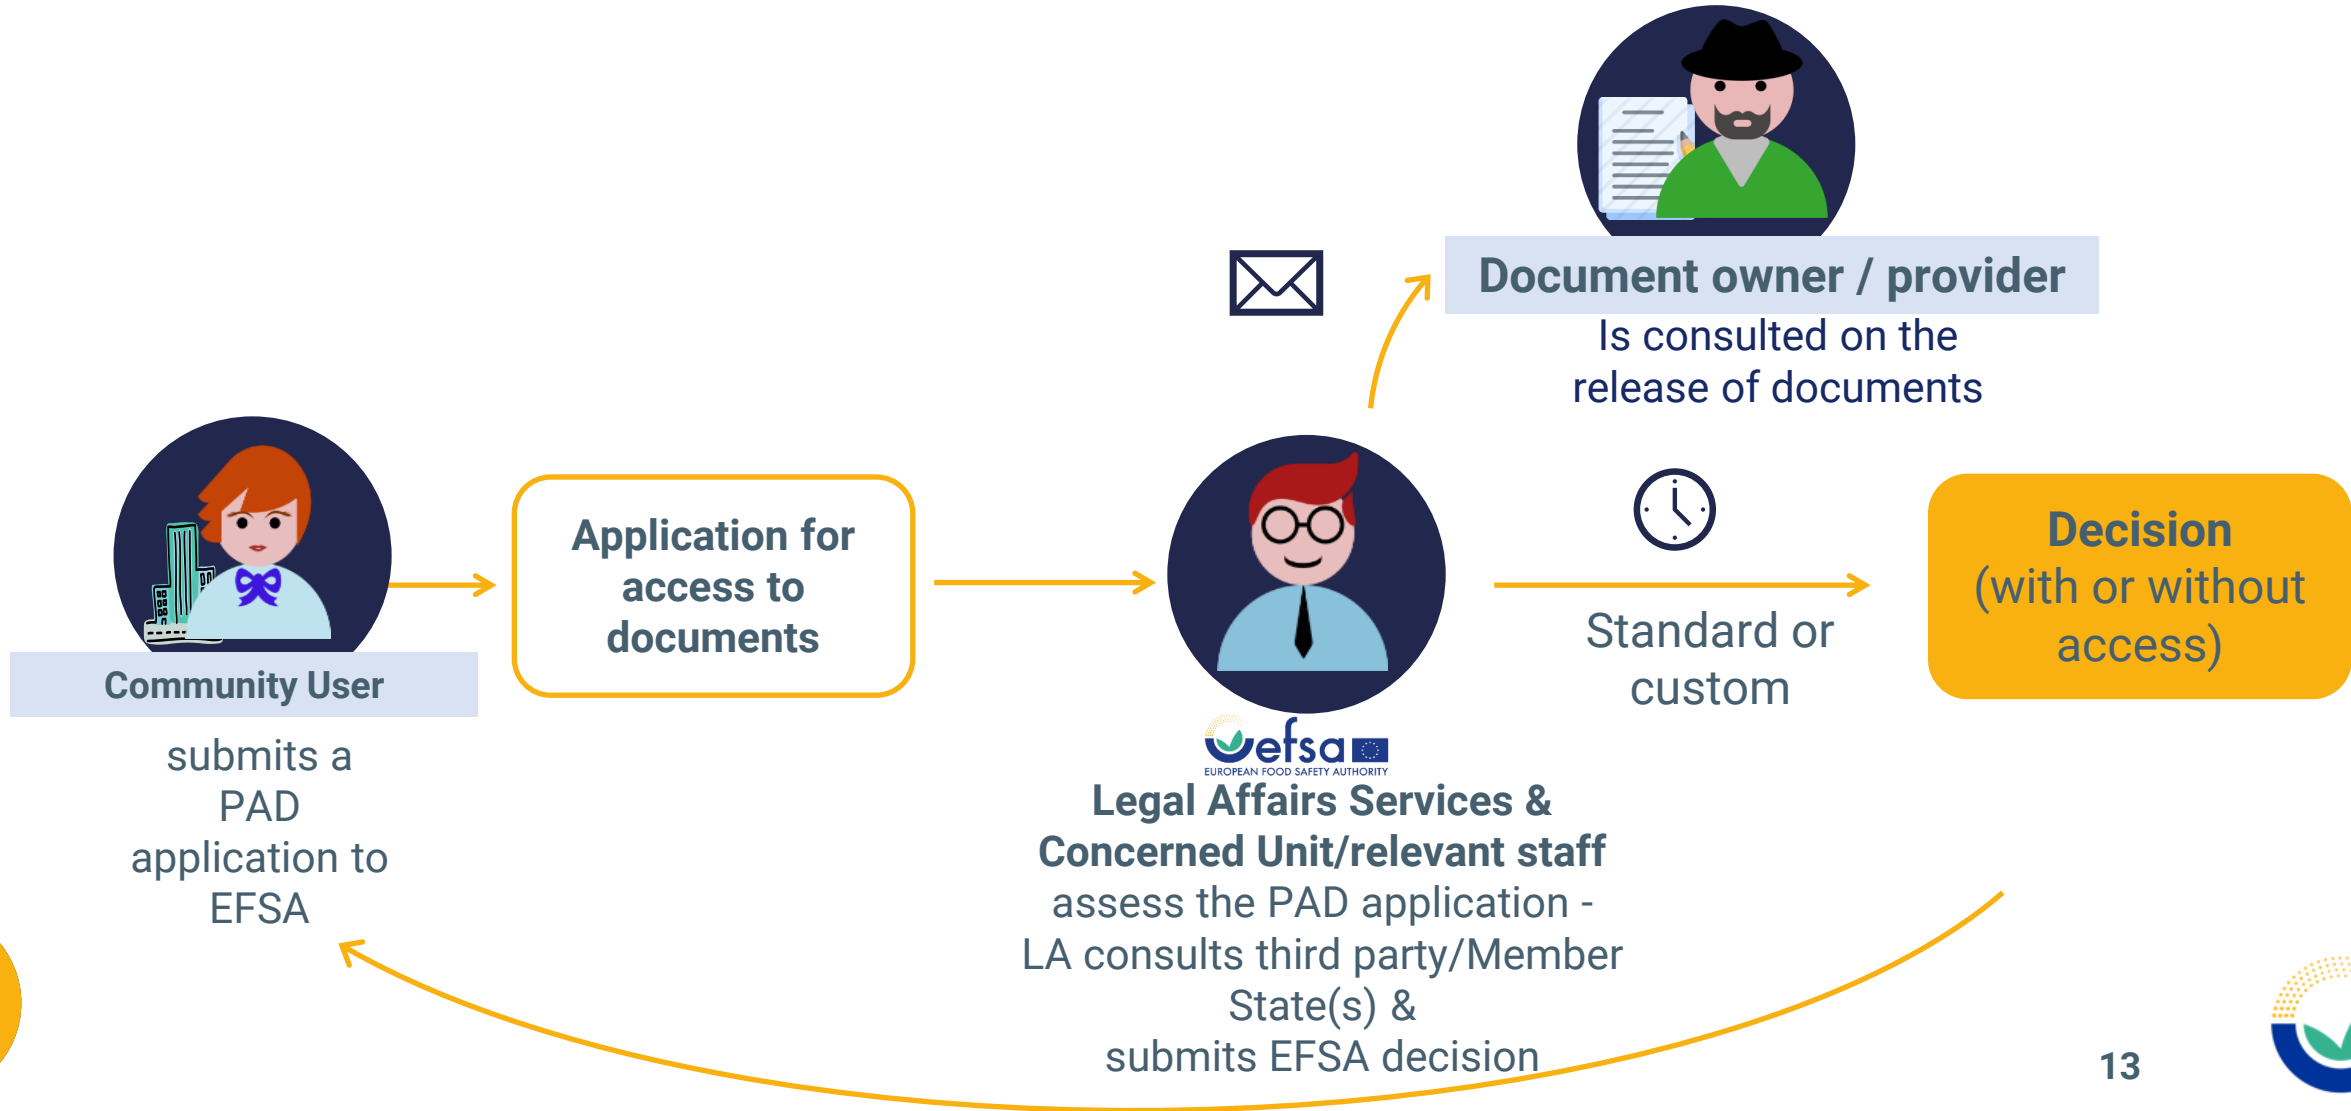 Document owner / provider
Is consulted on the
release of documents
Community User
submits a
PAD
application to
EFSA
Application for
access to
documents
efsa
EUROPEAN FOOD SAFETY AUTHORITY
Legal Affairs Services &
Concerned Unit/relevant staff
assess the PAD application -
LA consults third party/Member
State(s) &
submits EFSA decision
Standard or
custom
Decision
(with or without
access)
13